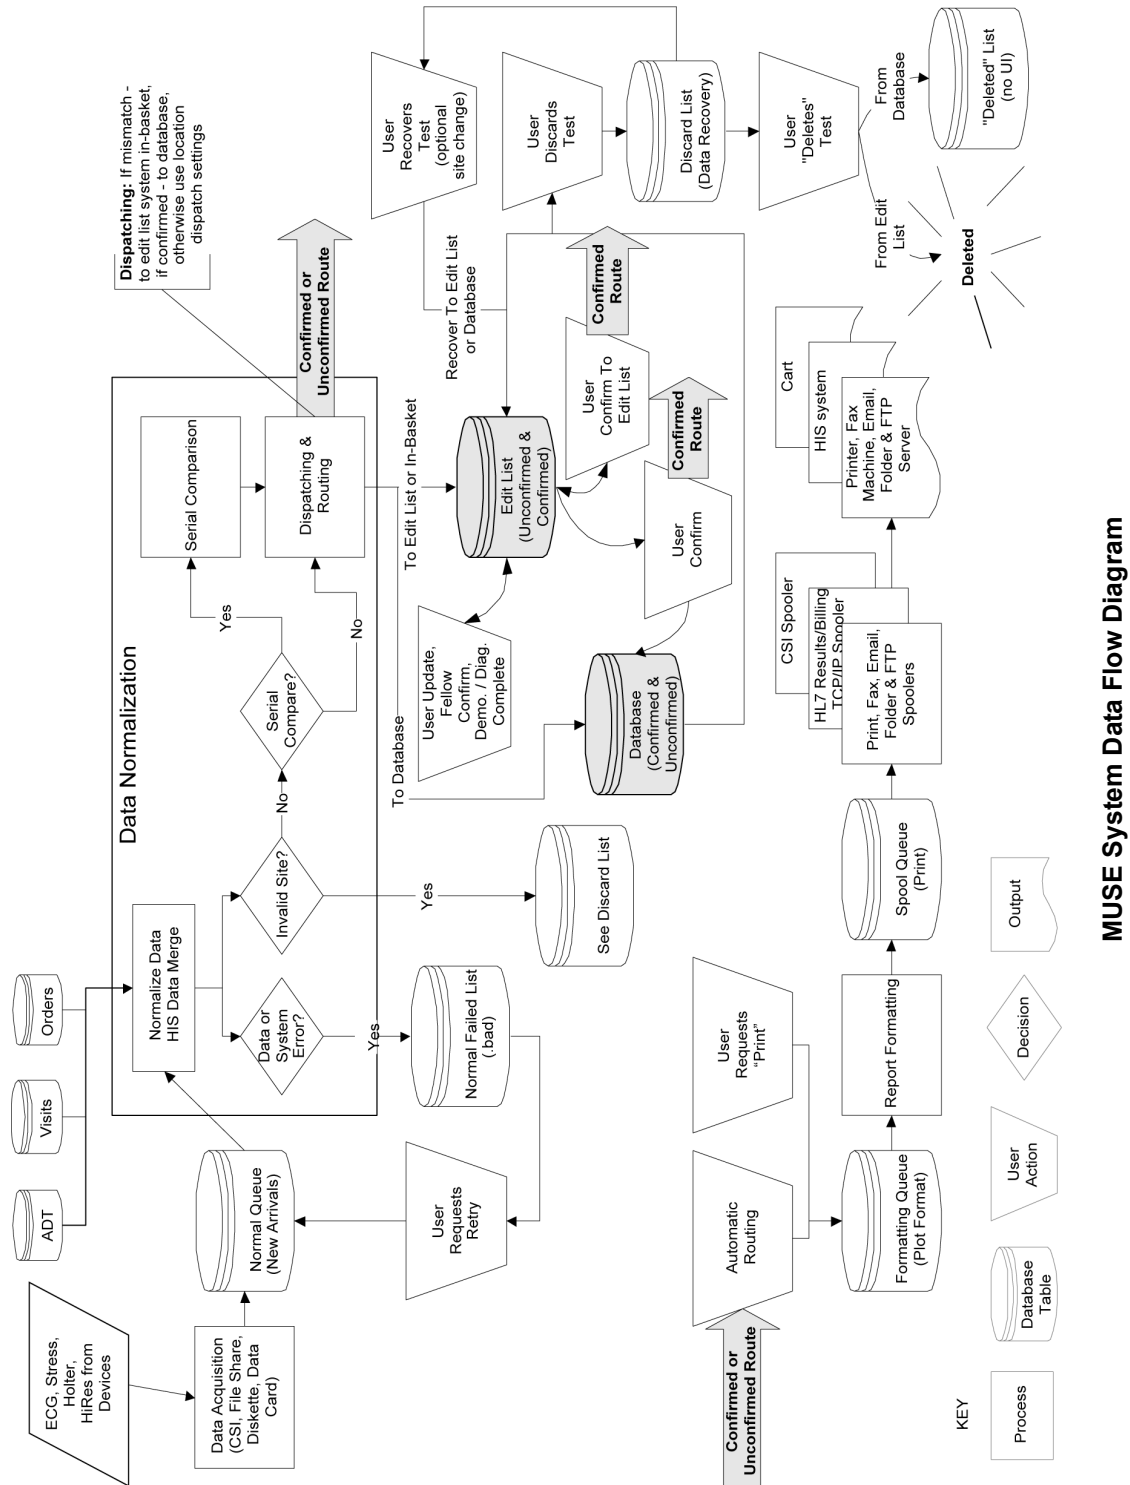 MUSE System Data Flow Diagram
ECG, Stress,
Holter,
HiRes from
Devices
ADT
Visits
Orders
Data Acquisition
(CSI, File Share,
Diskette, Data
Card)
Normal Queue
(New Arrivals)
Data Normalization
Normalize Data
HIS Data Merge
Data or
System
Error?
Yes
Invalid Site?
No
Yes
Serial
Compare?
Yes
No
Serial Comparison
Dispatching &
Routing
Dispatching: If mismatch -
to edit list system in-basket,
if confirmed - to database,
otherwise use location
dispatch settings
Confirmed or
Unconfirmed Route
User
Requests
Retry
Normal Failed List
(.bad)
See Discard List
To Database
To Edit List or In-Basket
User Update,
Fellow
Confirm,
Demo. / Diag.
Complete
Edit List
(Unconfirmed &
Confirmed)
Recover To Edit List
or Database
User
Recovers
Test
(optional
site change)
User
Discards
Test
Database
(Confirmed &
Unconfirmed)
User
Confirm
User
Confirm To
Edit List
Confirmed
Route
Confirmed
Route
Discard List
(Data Recovery)
User
"Deletes"
Test
From Edit
List
From
Database
Deleted
"Deleted" List
(no UI)
Confirmed or
Unconfirmed Route
Automatic
Routing
User
Requests
“Print”
Formatting Queue
(Plot Format)
Report Formatting
Spool Queue
(Print)
CSI Spooler
HL7 Results/Billing
TCP/IP Spooler
Print, Fax, Email,
Folder & FTP
Spoolers
Cart
HIS system
Printer, Fax
Machine, Email,
Folder & FTP
Server
KEY
Process
Database
Table
User
Action
Decision
Output